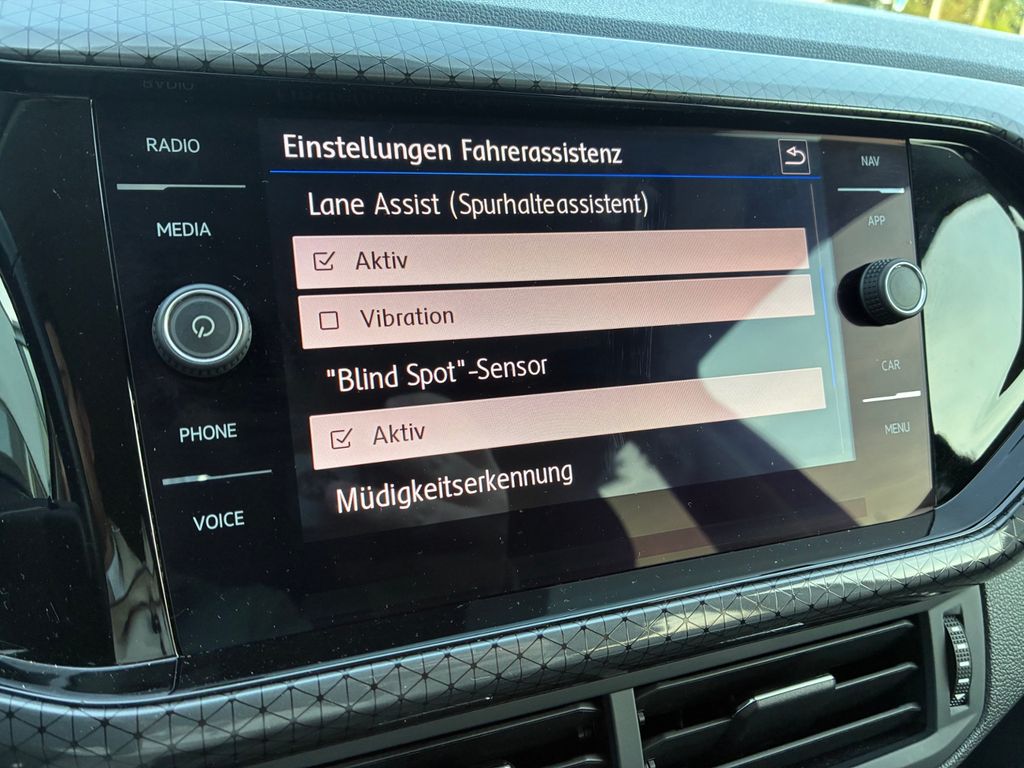 RADIO
MEDIA
PHONE
VOICE
Einstellungen Fahrerassistenz
Lane Assist (Spurhalteassistent)
Aktiv
Vibration
"Blind Spot"-Sensor
Aktiv
Müdigkeitserkennung
NAV
APP
CAR
MENU